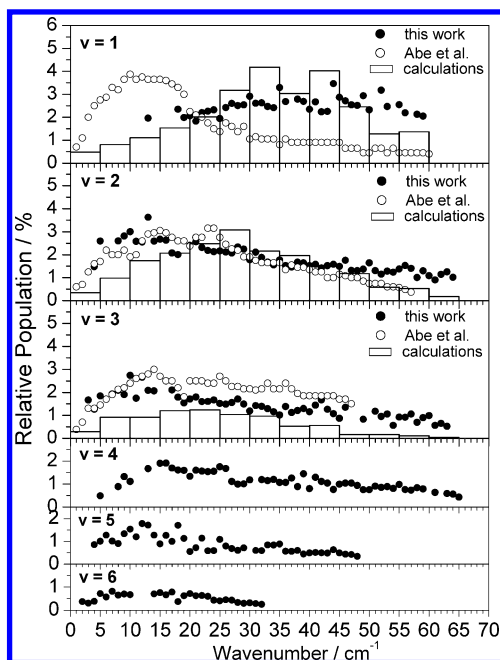 6
v = 1
this work
5
Abe et al.
4
calculations
3
2
1
0
v = 2
this work
5
Abe et al.
4
calculations
3
2
1
0
v = 3
this work
5
Abe et al.
4
calculations
3
2
1
0
v = 4
2
1
0
v = 5
2
1
0
v = 6
1
0
0 5 10 15 20 25 30 35 40 45 50 55 60 65 70
Wavenumber / cm⁻¹
Relative Population / %